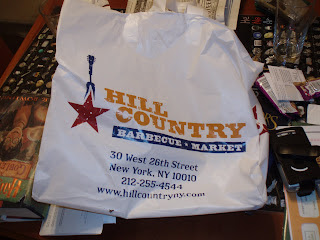 HILL
COUNTRY
BARBECUE ★ MARKET
30 West 26th Street
New York, NY 10010
212-255-4544
www.hillcountryny.com